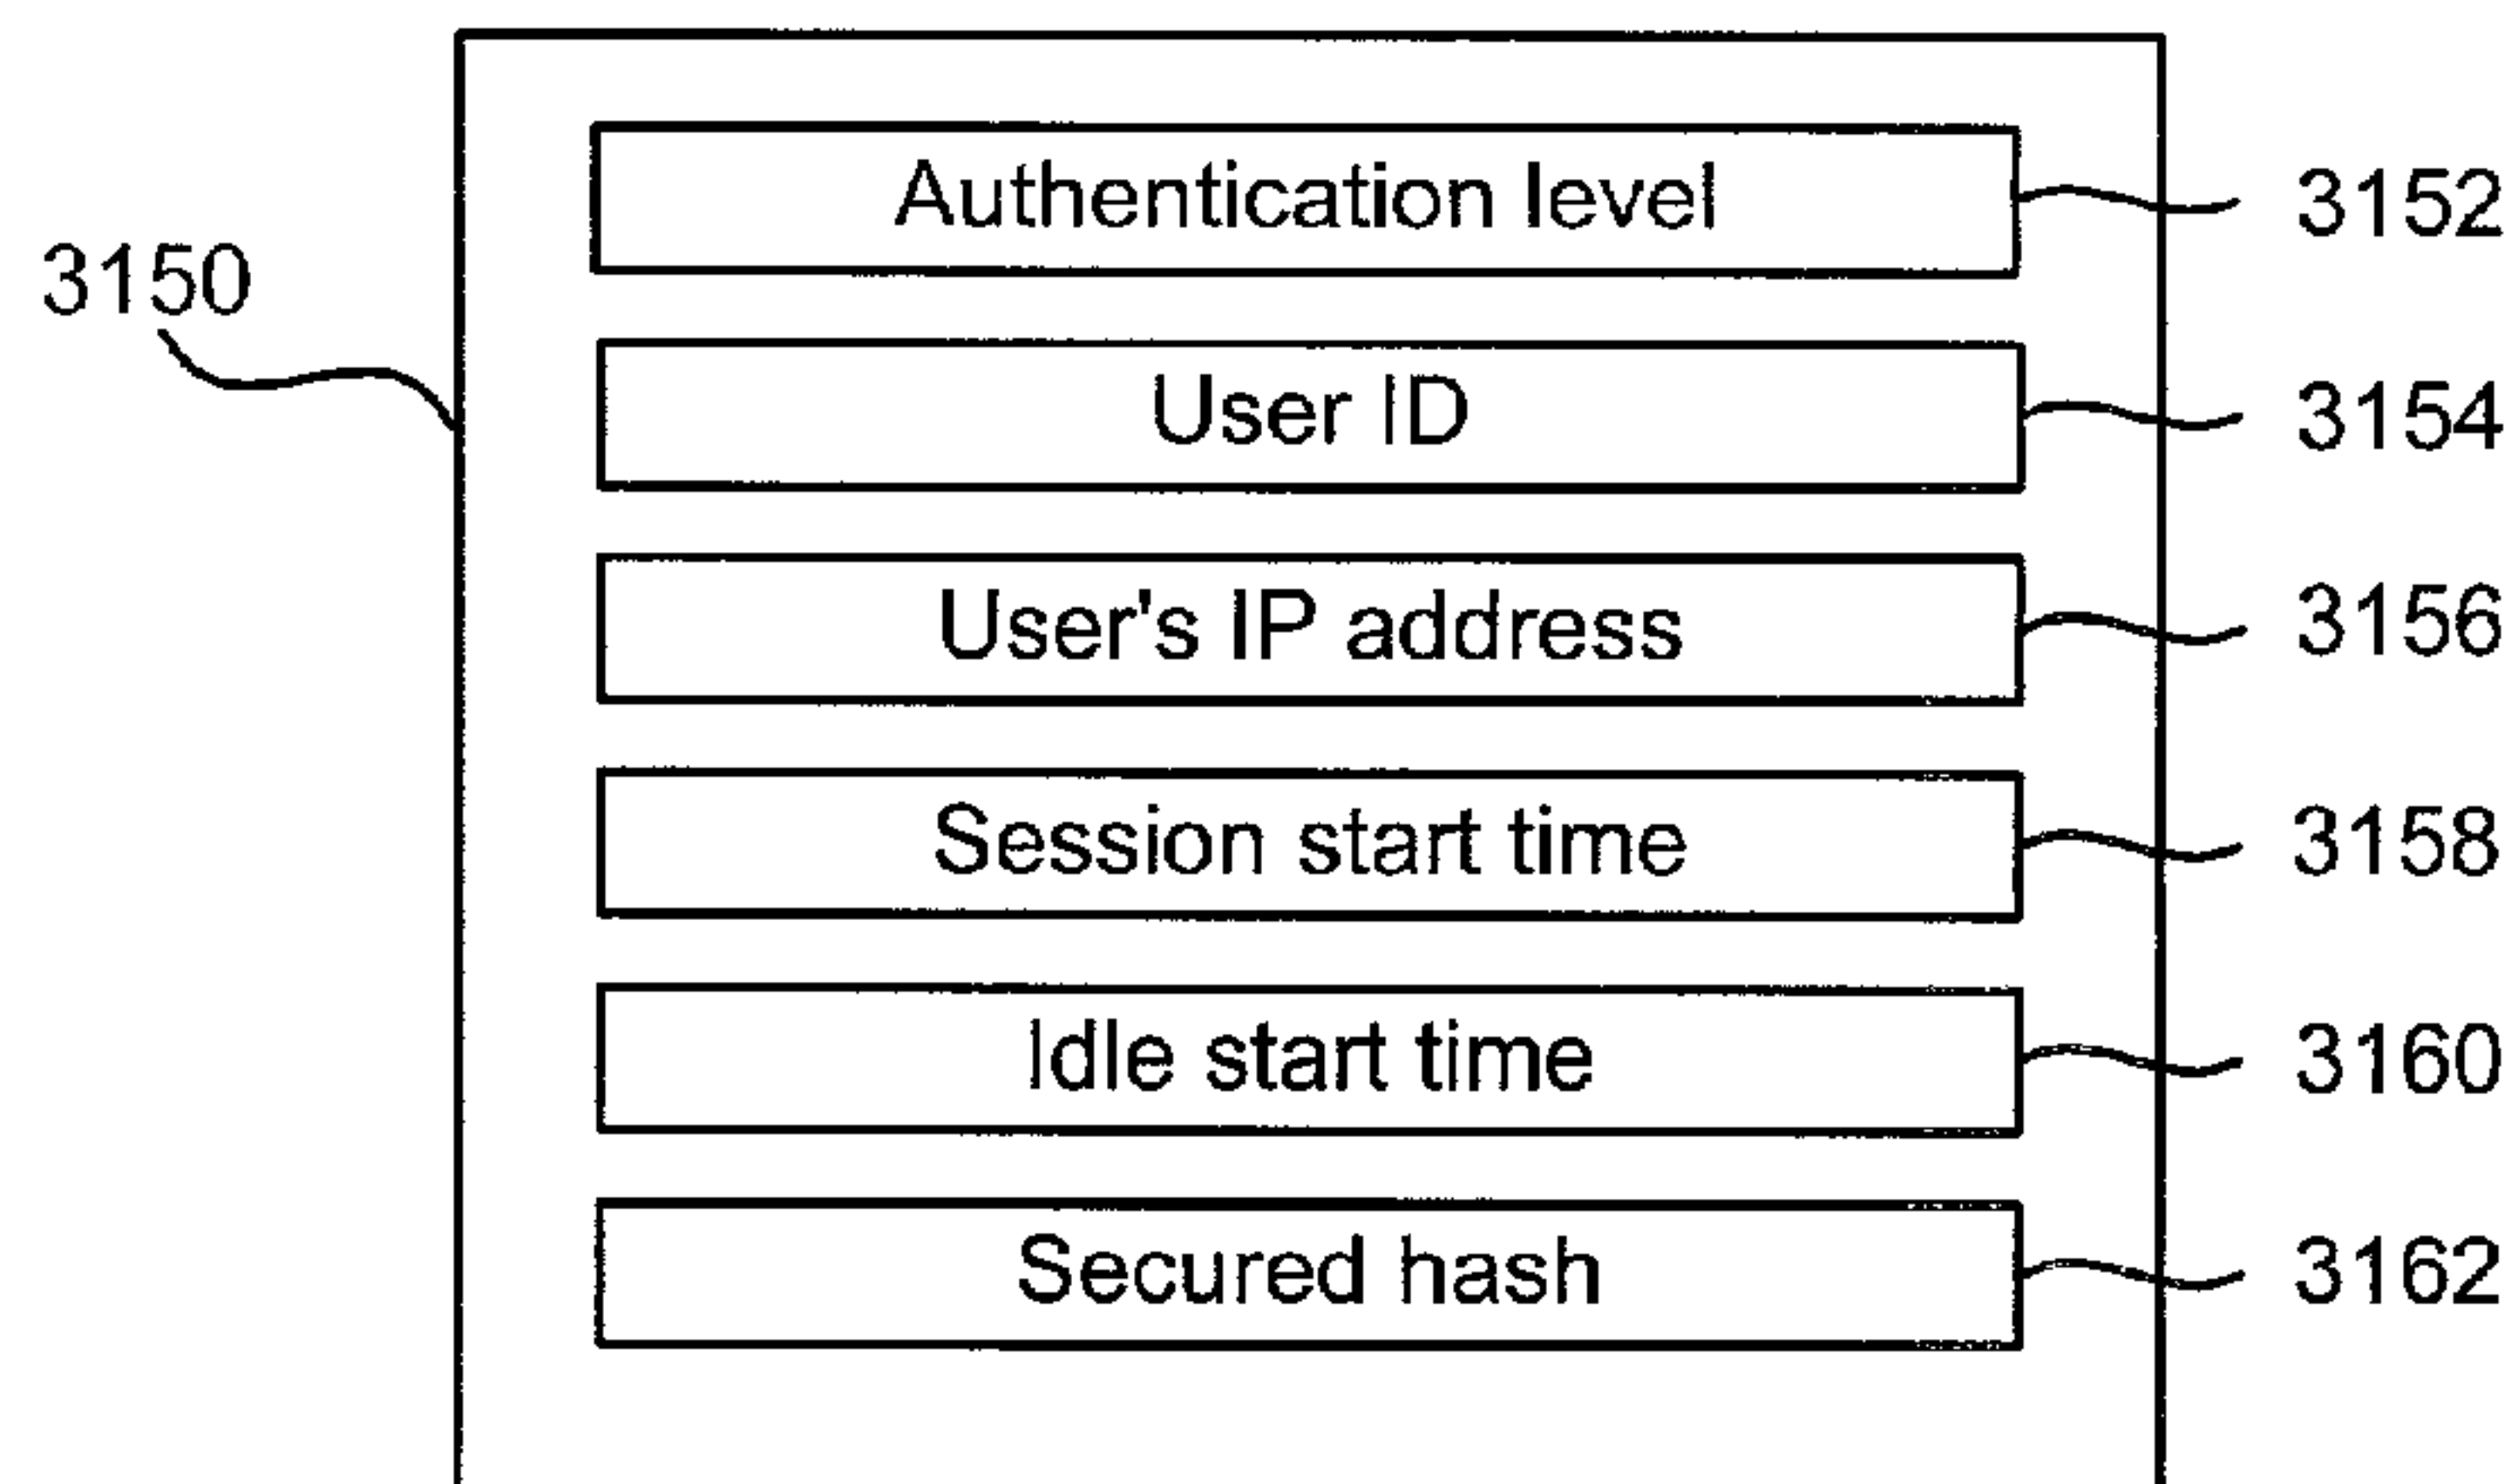 Authentication level 3152
3150
User ID 3154
User's IP address 3156
Session start time 3158
Idle start time 3160
Secured hash 3162